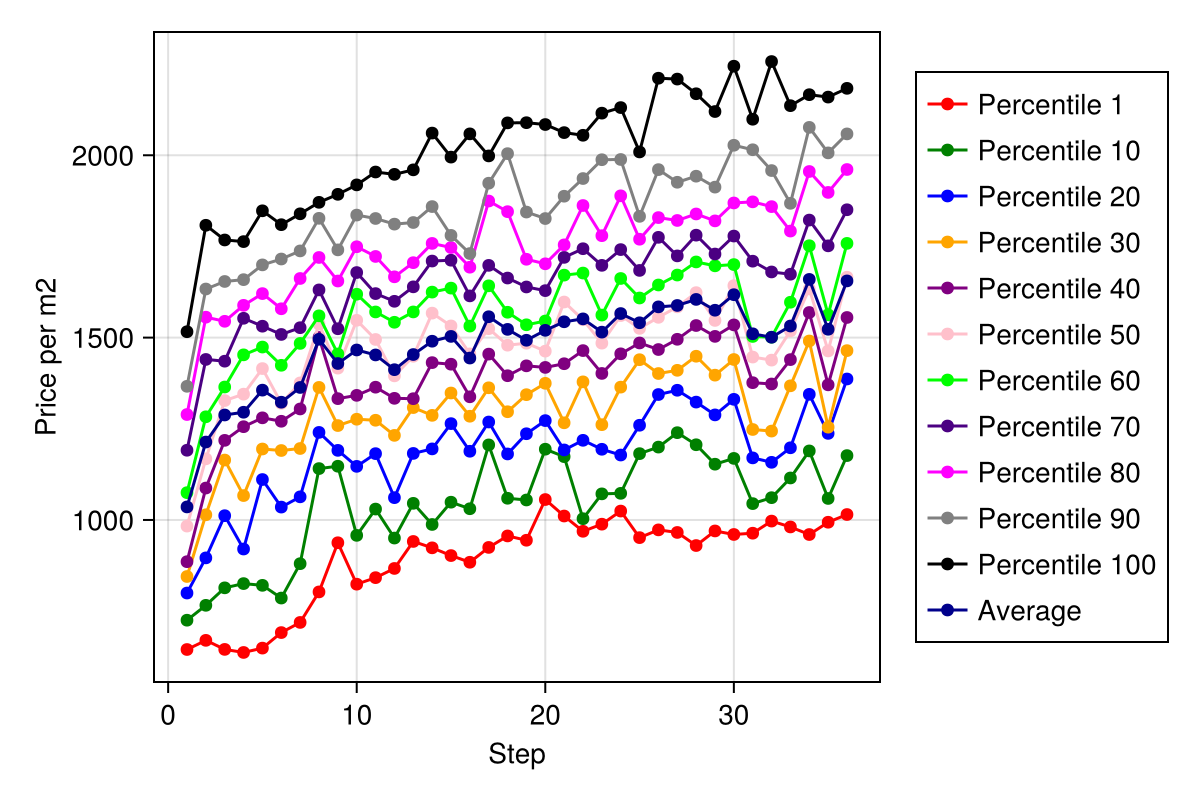 Price per m2
2000
1500
1000
0 10 20 30
Step
Percentile 1
Percentile 10
Percentile 20
Percentile 30
Percentile 40
Percentile 50
Percentile 60
Percentile 70
Percentile 80
Percentile 90
Percentile 100
Average